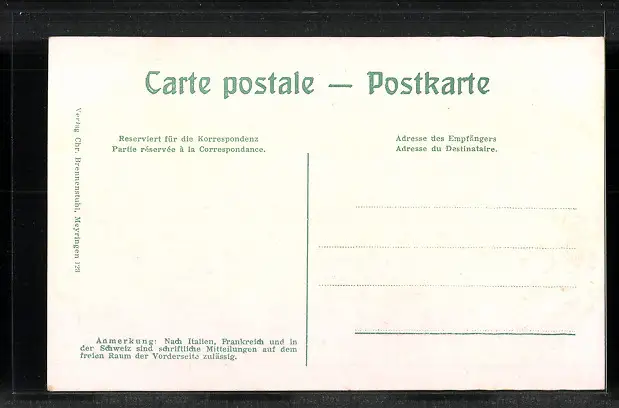 Carte postale — Postkarte
Reserviert für die Korrespondenz
Partie réservée à la Correspondance.
Adresse des Empfängers
Adresse du Destinataire.
Verlag Chr. Brennenstuhl, Meyringen 123
Anmerkung: Nach Italien, Frankreich und in
der Schweiz sind schriftliche Mitteilungen auf dem
freien Raum der Vorderseite zulässig.